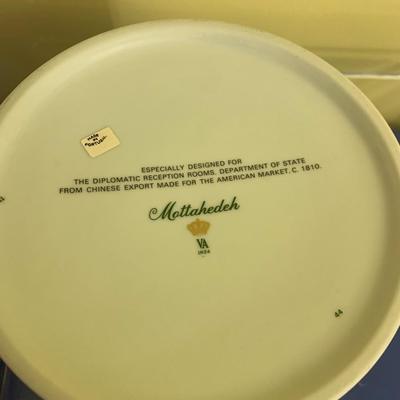 MADE
IN
PORTUGAL
ESPECIALLY DESIGNED FOR
THE DIPLOMATIC RECEPTION ROOMS, DEPARTMENT OF STATE
FROM CHINESE EXPORT MADE FOR THE AMERICAN MARKET, C. 1810.
Mottahedeh
VA
1824
44